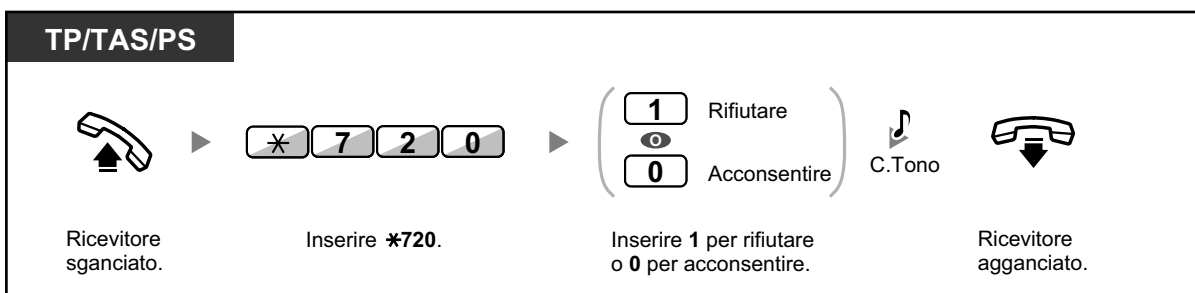 TP/TAS/PS
1 Rifiutare
* 7 2 0
o
0 Acconsentire
C.Tono
Ricevitore
sganciato.
Inserire *720.
Inserire 1 per rifiutare
o 0 per acconsentire.
Ricevitore
agganciato.